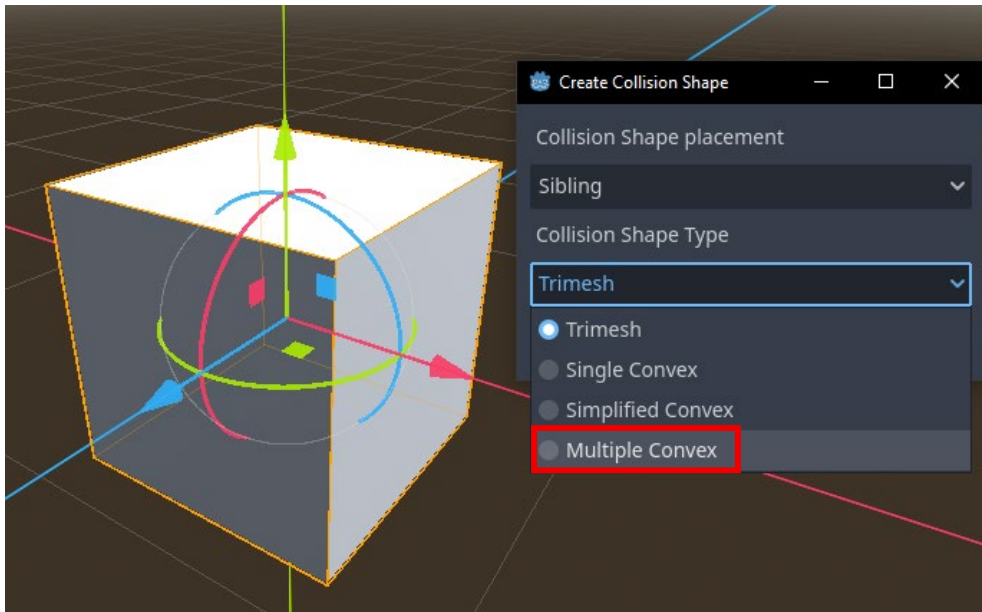 Create Collision Shape
Collision Shape placement
Sibling
Collision Shape Type
Trimesh
Trimesh
Single Convex
Simplified Convex
Multiple Convex